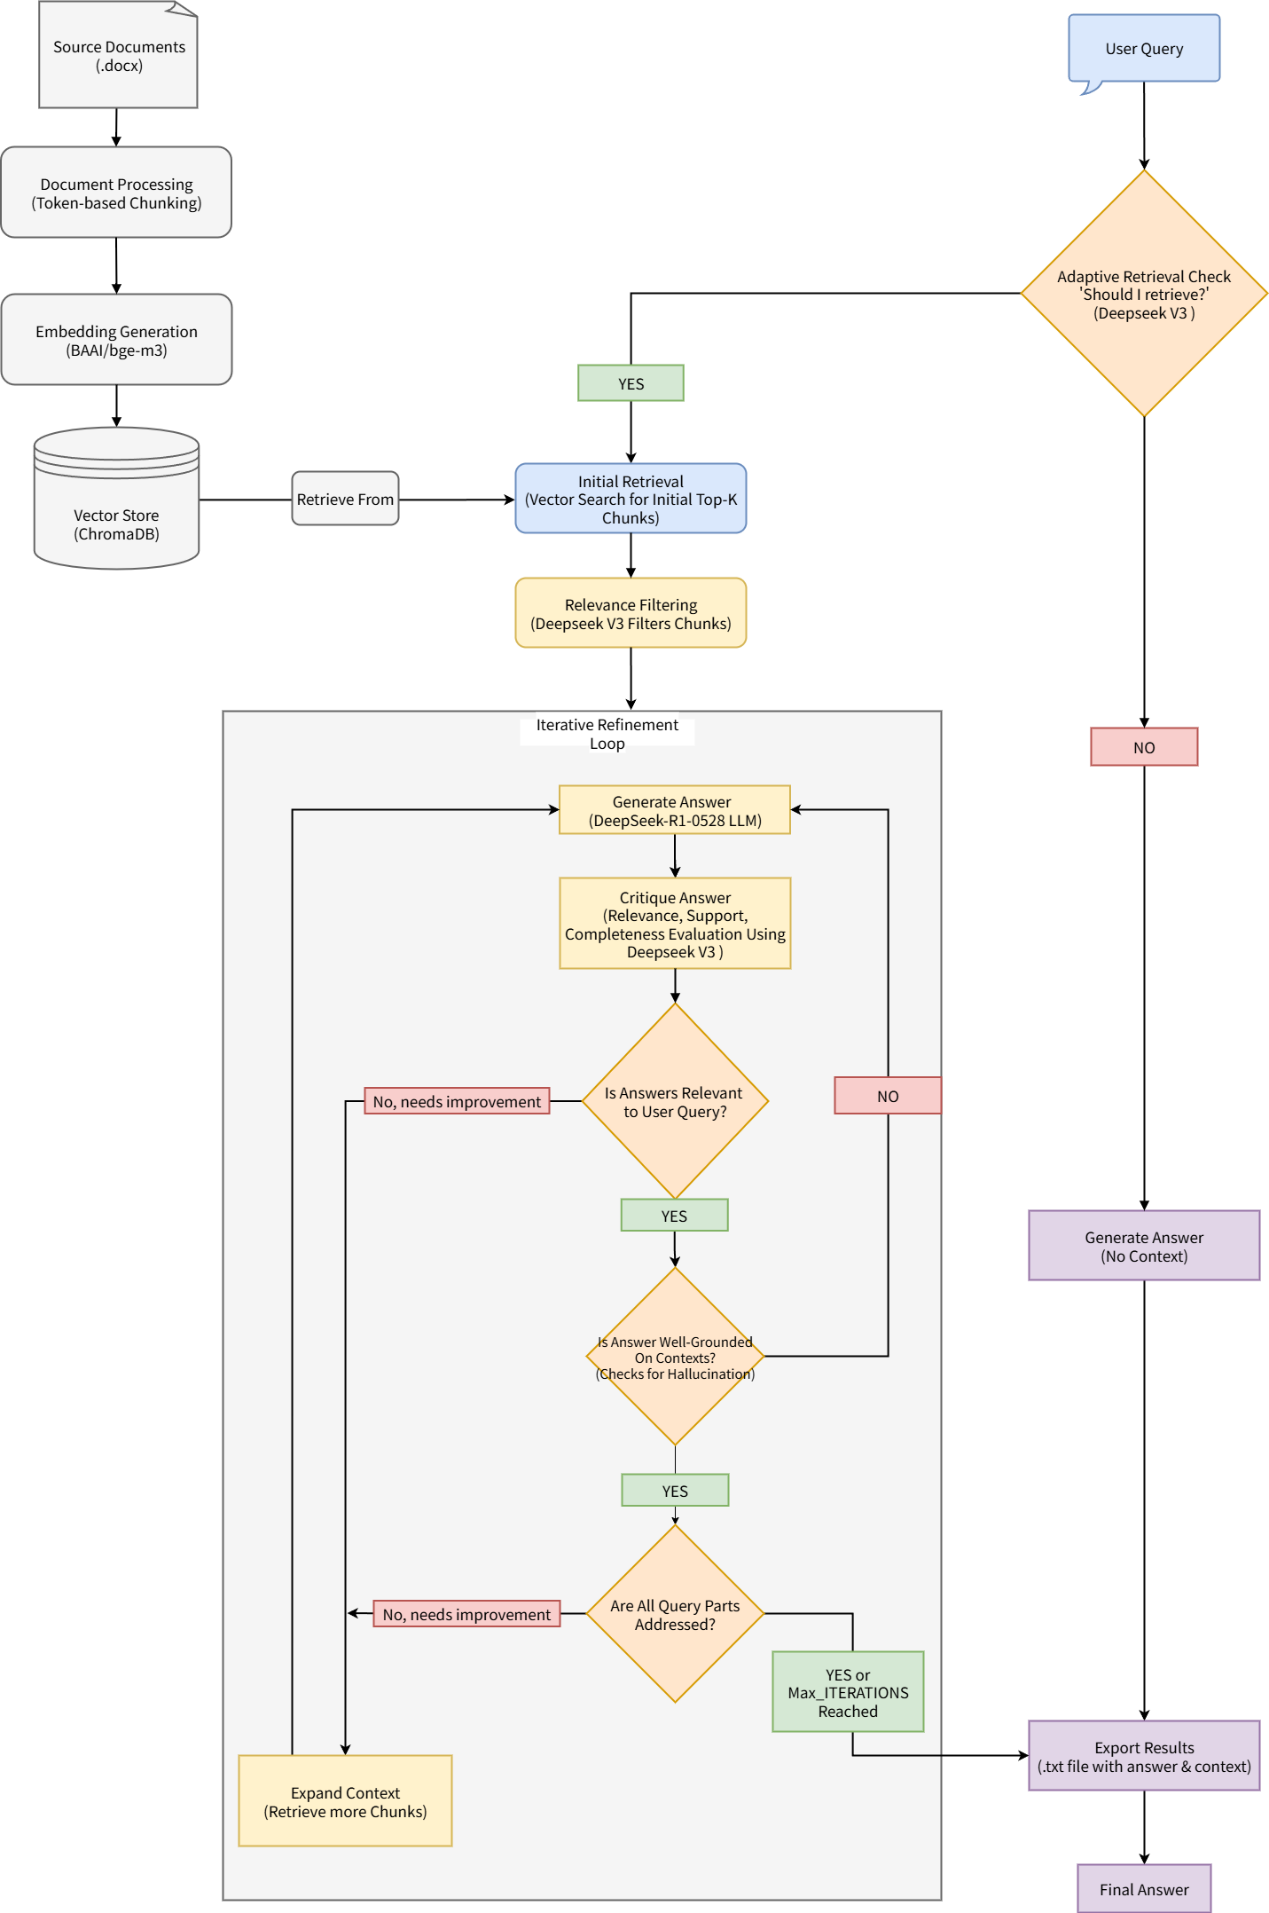 Source Documents
(.docx)
User Query
Document Processing
(Token-based Chunking)
Adaptive Retrieval Check
'Should I retrieve?'
(Deepseek V3 )
Embedding Generation
(BAAI/bge-m3)
YES
Initial Retrieval
(Vector Search for Initial Top-K
Chunks)
Retrieve From
Vector Store
(ChromaDB)
Relevance Filtering
(Deepseek V3 Filters Chunks)
Iterative Refinement
Loop
NO
Generate Answer
(DeepSeek-R1-0528 LLM)
Critique Answer
(Relevance, Support,
Completeness Evaluation Using
Deepseek V3 )
Is Answers Relevant
to User Query?
No, needs improvement
NO
YES
Generate Answer
(No Context)
Is Answer Well-Grounded
On Contexts?
(Checks for Hallucination)
YES
Are All Query Parts
Addressed?
No, needs improvement
YES or
Max_ITERATIONS
Reached
Export Results
(.txt file with answer & context)
Expand Context
(Retrieve more Chunks)
Final Answer